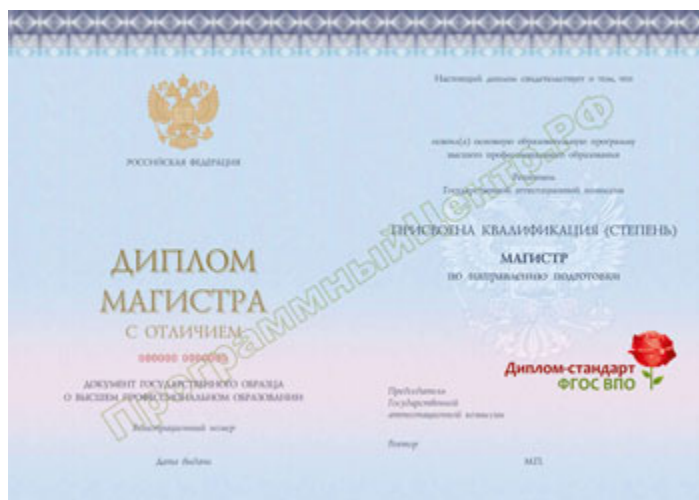 РОССИЙСКАЯ ФЕДЕРАЦИЯ
ДИПЛОМ
МАГИСТРА
С ОТЛИЧИЕМ
000000 0000000
ДОКУМЕНТ ГОСУДАРСТВЕННОГО ОБРАЗЦА
О ВЫСШЕМ ПРОФЕССИОНАЛЬНОМ ОБРАЗОВАНИИ
Регистрационный номер
Дата выдачи
Настоящий диплом свидетельствует о том, что
освоил(а) основную образовательную программу
высшего профессионального образования
Решением
Государственной аттестационной комиссии
ПРИСВОЕНА КВАЛИФИКАЦИЯ (СТЕПЕНЬ)
МАГИСТР
по направлению подготовки
Диплом-стандарт
ФГОС ВПО
Председатель
Государственной
аттестационной комиссии
Ректор
М.П.
ПрограммныйЦентр.РФ